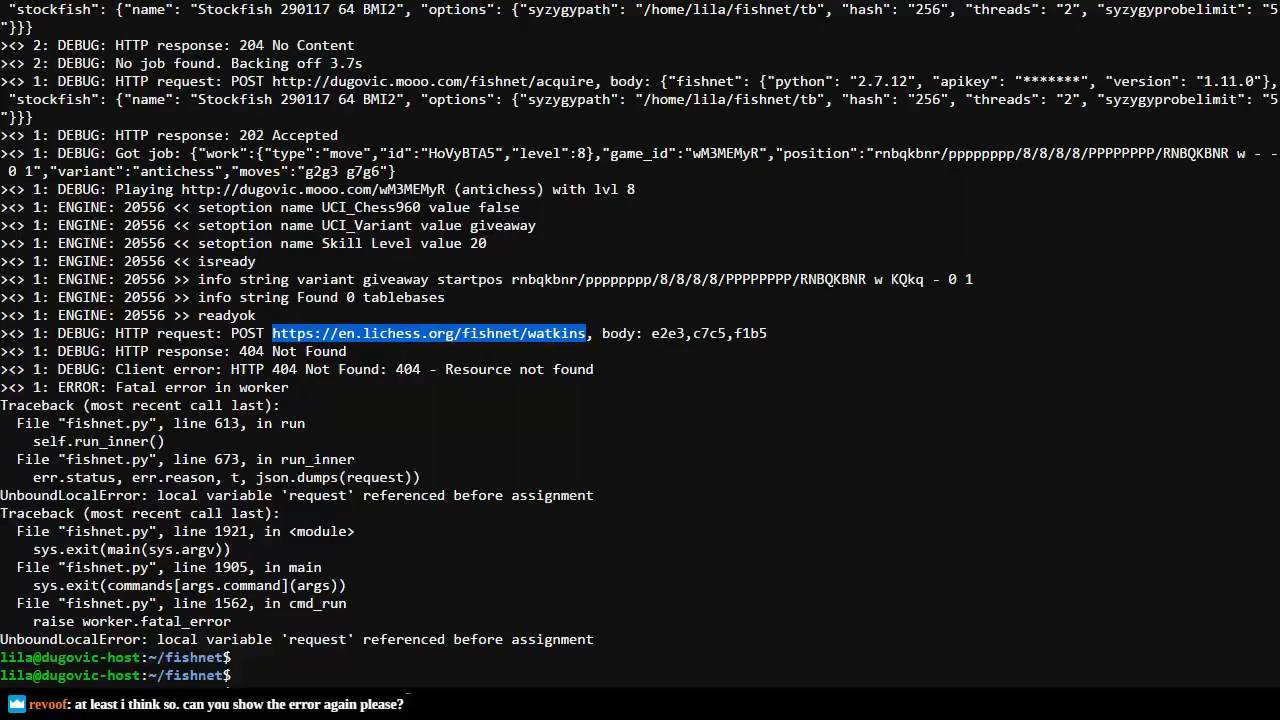 "stockfish": {"name": "Stockfish 290117 64 BMI2", "options": {"syzygypath": "/home/lila/fishnet/tb", "hash": "256", "threads": "2", "syzygyprobelimit": "5
"}}}
><> 2: DEBUG: HTTP response: 204 No Content
><> 2: DEBUG: No job found. Backing off 3.7s
><> 1: DEBUG: HTTP request: POST http://dugovic.mooo.com/fishnet/acquire, body: {"fishnet": {"python": "2.7.12", "apikey": "*******", "version": "1.11.0"},
"stockfish": {"name": "Stockfish 290117 64 BMI2", "options": {"syzygypath": "/home/lila/fishnet/tb", "hash": "256", "threads": "2", "syzygyprobelimit": "5
"}}}
><> 1: DEBUG: HTTP response: 202 Accepted
><> 1: DEBUG: Got job: {"work":{"type":"move","id":"HoVyBTA5","level":8},"game_id":"wM3MEMyR","position":"rnbqkbnr/pppppppp/8/8/8/8/PPPPPPPP/RNBQKBNR w - -
0 1","variant":"antichess","moves":"g2g3 g7g6"}
><> 1: DEBUG: Playing http://dugovic.mooo.com/wM3MEMyR (antichess) with lvl 8
><> 1: ENGINE: 20556 << setoption name UCI_Chess960 value false
><> 1: ENGINE: 20556 << setoption name UCI_Variant value giveaway
><> 1: ENGINE: 20556 << setoption name Skill Level value 20
><> 1: ENGINE: 20556 << isready
><> 1: ENGINE: 20556 >> info string variant giveaway startpos rnbqkbnr/pppppppp/8/8/8/8/PPPPPPPP/RNBQKBNR w KQkq - 0 1
><> 1: ENGINE: 20556 >> info string Found 0 tablebases
><> 1: ENGINE: 20556 >> readyok
><> 1: DEBUG: HTTP request: POST https://en.lichess.org/fishnet/watkins, body: e2e3,c7c5,f1b5
><> 1: DEBUG: HTTP response: 404 Not Found
><> 1: DEBUG: Client error: HTTP 404 Not Found: 404 - Resource not found
><> 1: ERROR: Fatal error in worker
Traceback (most recent call last):
File "fishnet.py", line 613, in run
self.run_inner()
File "fishnet.py", line 673, in run_inner
err.status, err.reason, t, json.dumps(request))
UnboundLocalError: local variable 'request' referenced before assignment
Traceback (most recent call last):
File "fishnet.py", line 1921, in <module>
sys.exit(main(sys.argv))
File "fishnet.py", line 1905, in main
sys.exit(commands[args.command](args))
File "fishnet.py", line 1562, in cmd_run
raise worker.fatal_error
UnboundLocalError: local variable 'request' referenced before assignment
lila@dugovic-host:~/fishnet$
lila@dugovic-host:~/fishnet$
revoof: at least i think so. can you show the error again please?